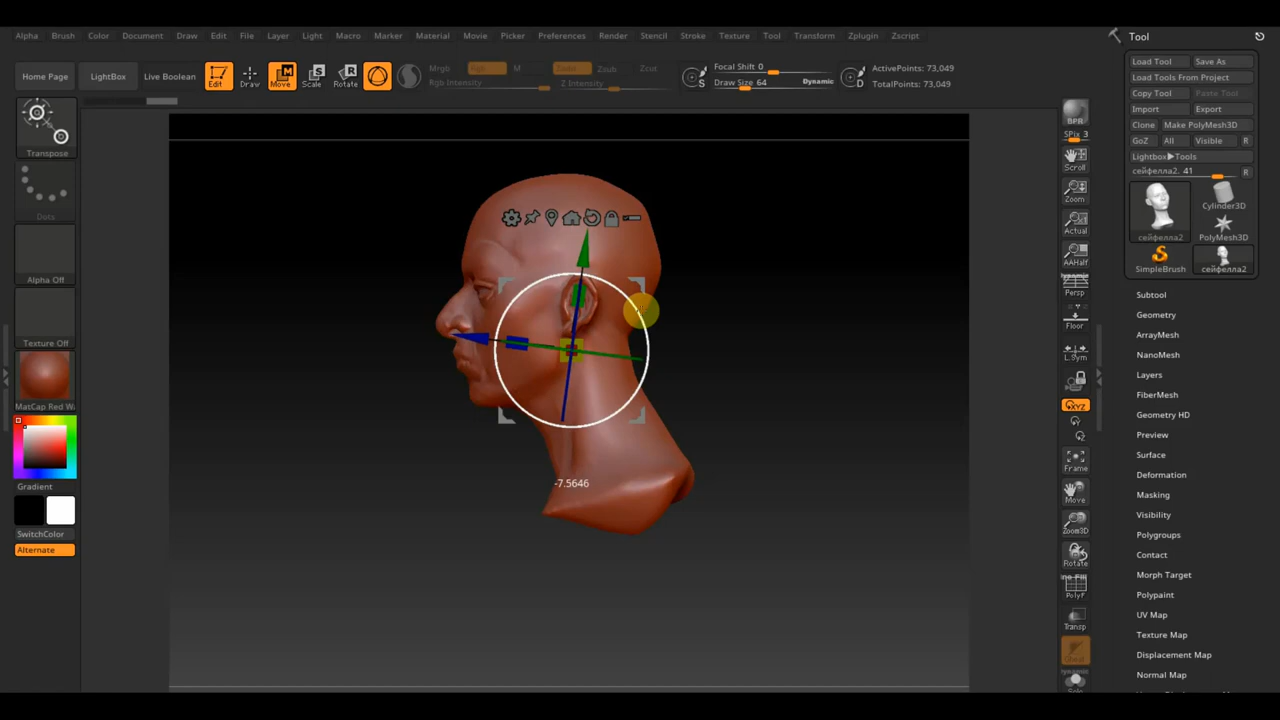 Alpha Brush Color Document Draw Edit File Layer Light Macro Marker Material Movie Picker Preferences Render Stencil Stroke Texture Tool Transform Zplugin Zscript
Tool
Home Page LightBox Live Boolean Edit Draw Move Scale Rotate
Mrgb Rgb M Zadd Zsub Zcut
Rgb Intensity Z Intensity
Focal Shift 0
Draw Size 64 Dynamic
ActivePoints: 73,049
TotalPoints: 73,049
Transpose
Dots
Alpha Off
Texture Off
MatCap Red Wa
Gradient
SwitchColor
Alternate
-7.5646
BPR
SPix 3
Scroll
Zoom
Actual
AAHalf
Dynamic
Persp
Floor
L.Sym
XYZ
Frame
Move
Zoom3D
Rotate
PolyF
Transp
Ghost
Dynamic
Solo
Load Tool Save As
Load Tools From Project
Copy Tool Paste Tool
Import Export
Clone Make PolyMesh3D
GoZ All Visible R
Lightbox▶Tools
сейфелла2. 41 R
сейфелла2 Cylinder3D
PolyMesh3D
SimpleBrush сейфелла2
Subtool
Geometry
ArrayMesh
NanoMesh
Layers
FiberMesh
Geometry HD
Preview
Surface
Deformation
Masking
Visibility
Polygroups
Contact
Morph Target
Polypaint
UV Map
Texture Map
Displacement Map
Normal Map